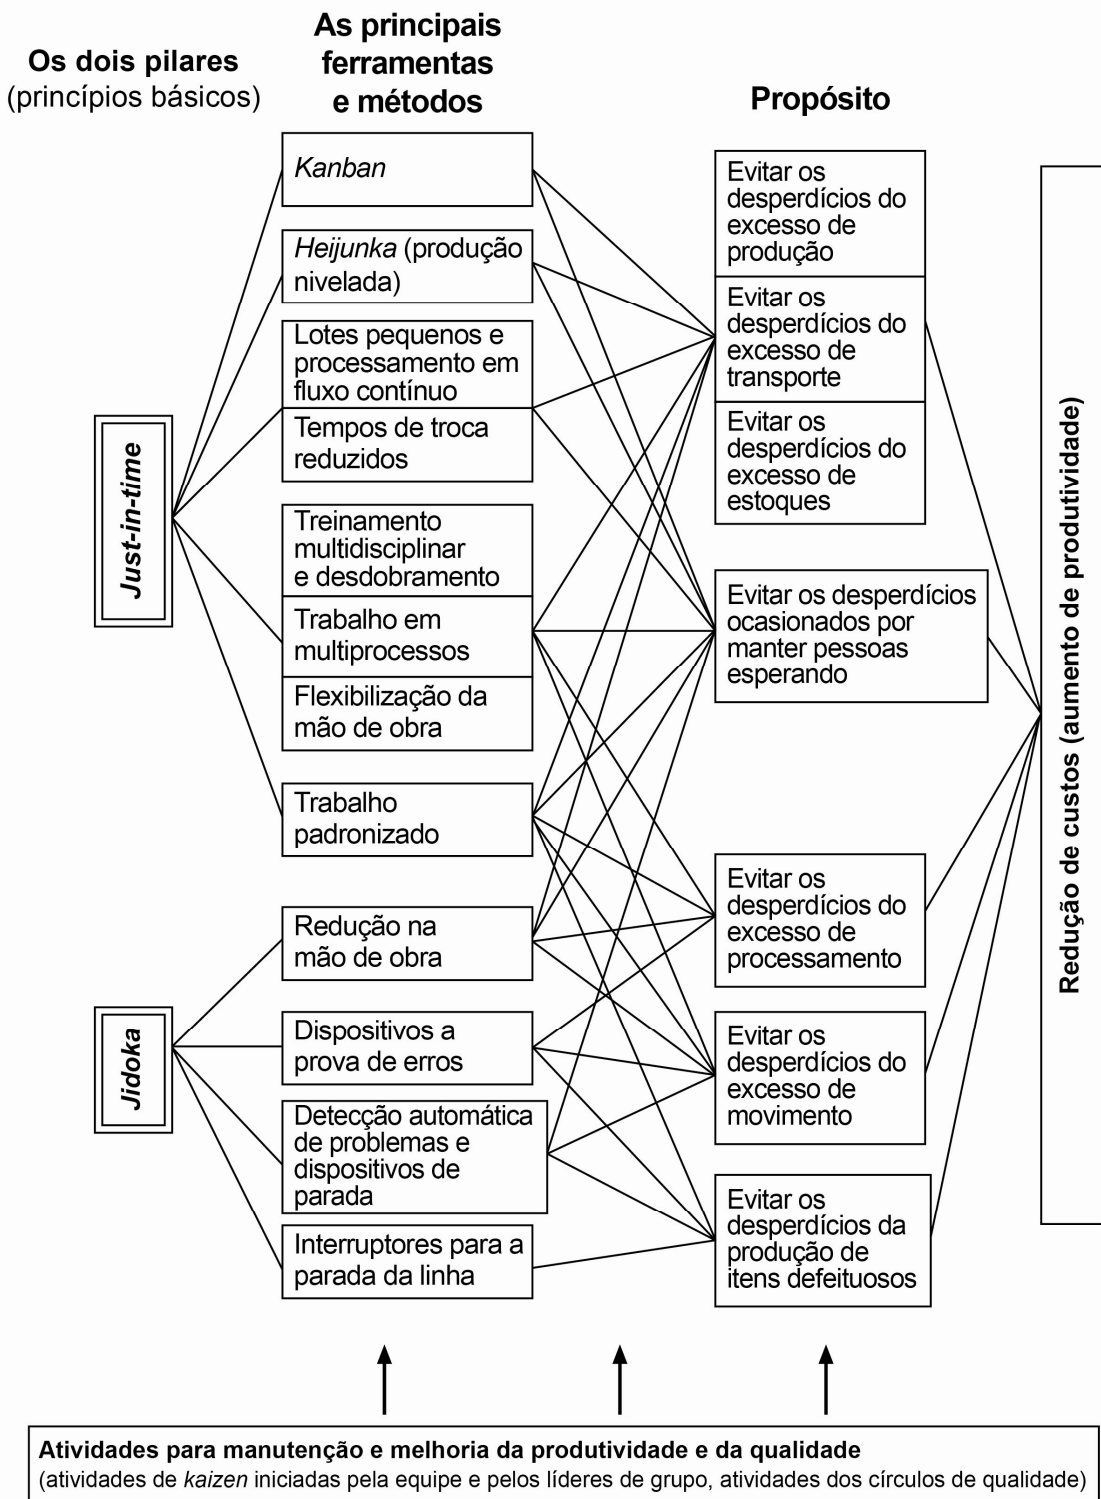 Os dois pilares
(princípios básicos)
As principais
ferramentas
e métodos
Propósito
Just-in-time
Jidoka
Kanban
Heijunka (produção
nivelada)
Lotes pequenos e
processamento em
fluxo contínuo
Tempos de troca
reduzidos
Treinamento
multidisciplinar
e desdobramento
Trabalho em
multiprocessos
Flexibilização da
mão de obra
Trabalho
padronizado
Redução na
mão de obra
Dispositivos a
prova de erros
Detecção automática
de problemas e
dispositivos de
parada
Interruptores para a
parada da linha
Evitar os
desperdícios do
excesso de
produção
Evitar os
desperdícios do
excesso de
transporte
Evitar os
desperdícios do
excesso de
estoques
Evitar os desperdícios
ocasionados por
manter pessoas
esperando
Evitar os
desperdícios do
excesso de
processamento
Evitar os
desperdícios do
excesso de
movimento
Evitar os
desperdícios da
produção de
itens defeituosos
Redução de custos (aumento de produtividade)
Atividades para manutenção e melhoria da produtividade e da qualidade
(atividades de kaizen iniciadas pela equipe e pelos líderes de grupo, atividades dos círculos de qualidade)